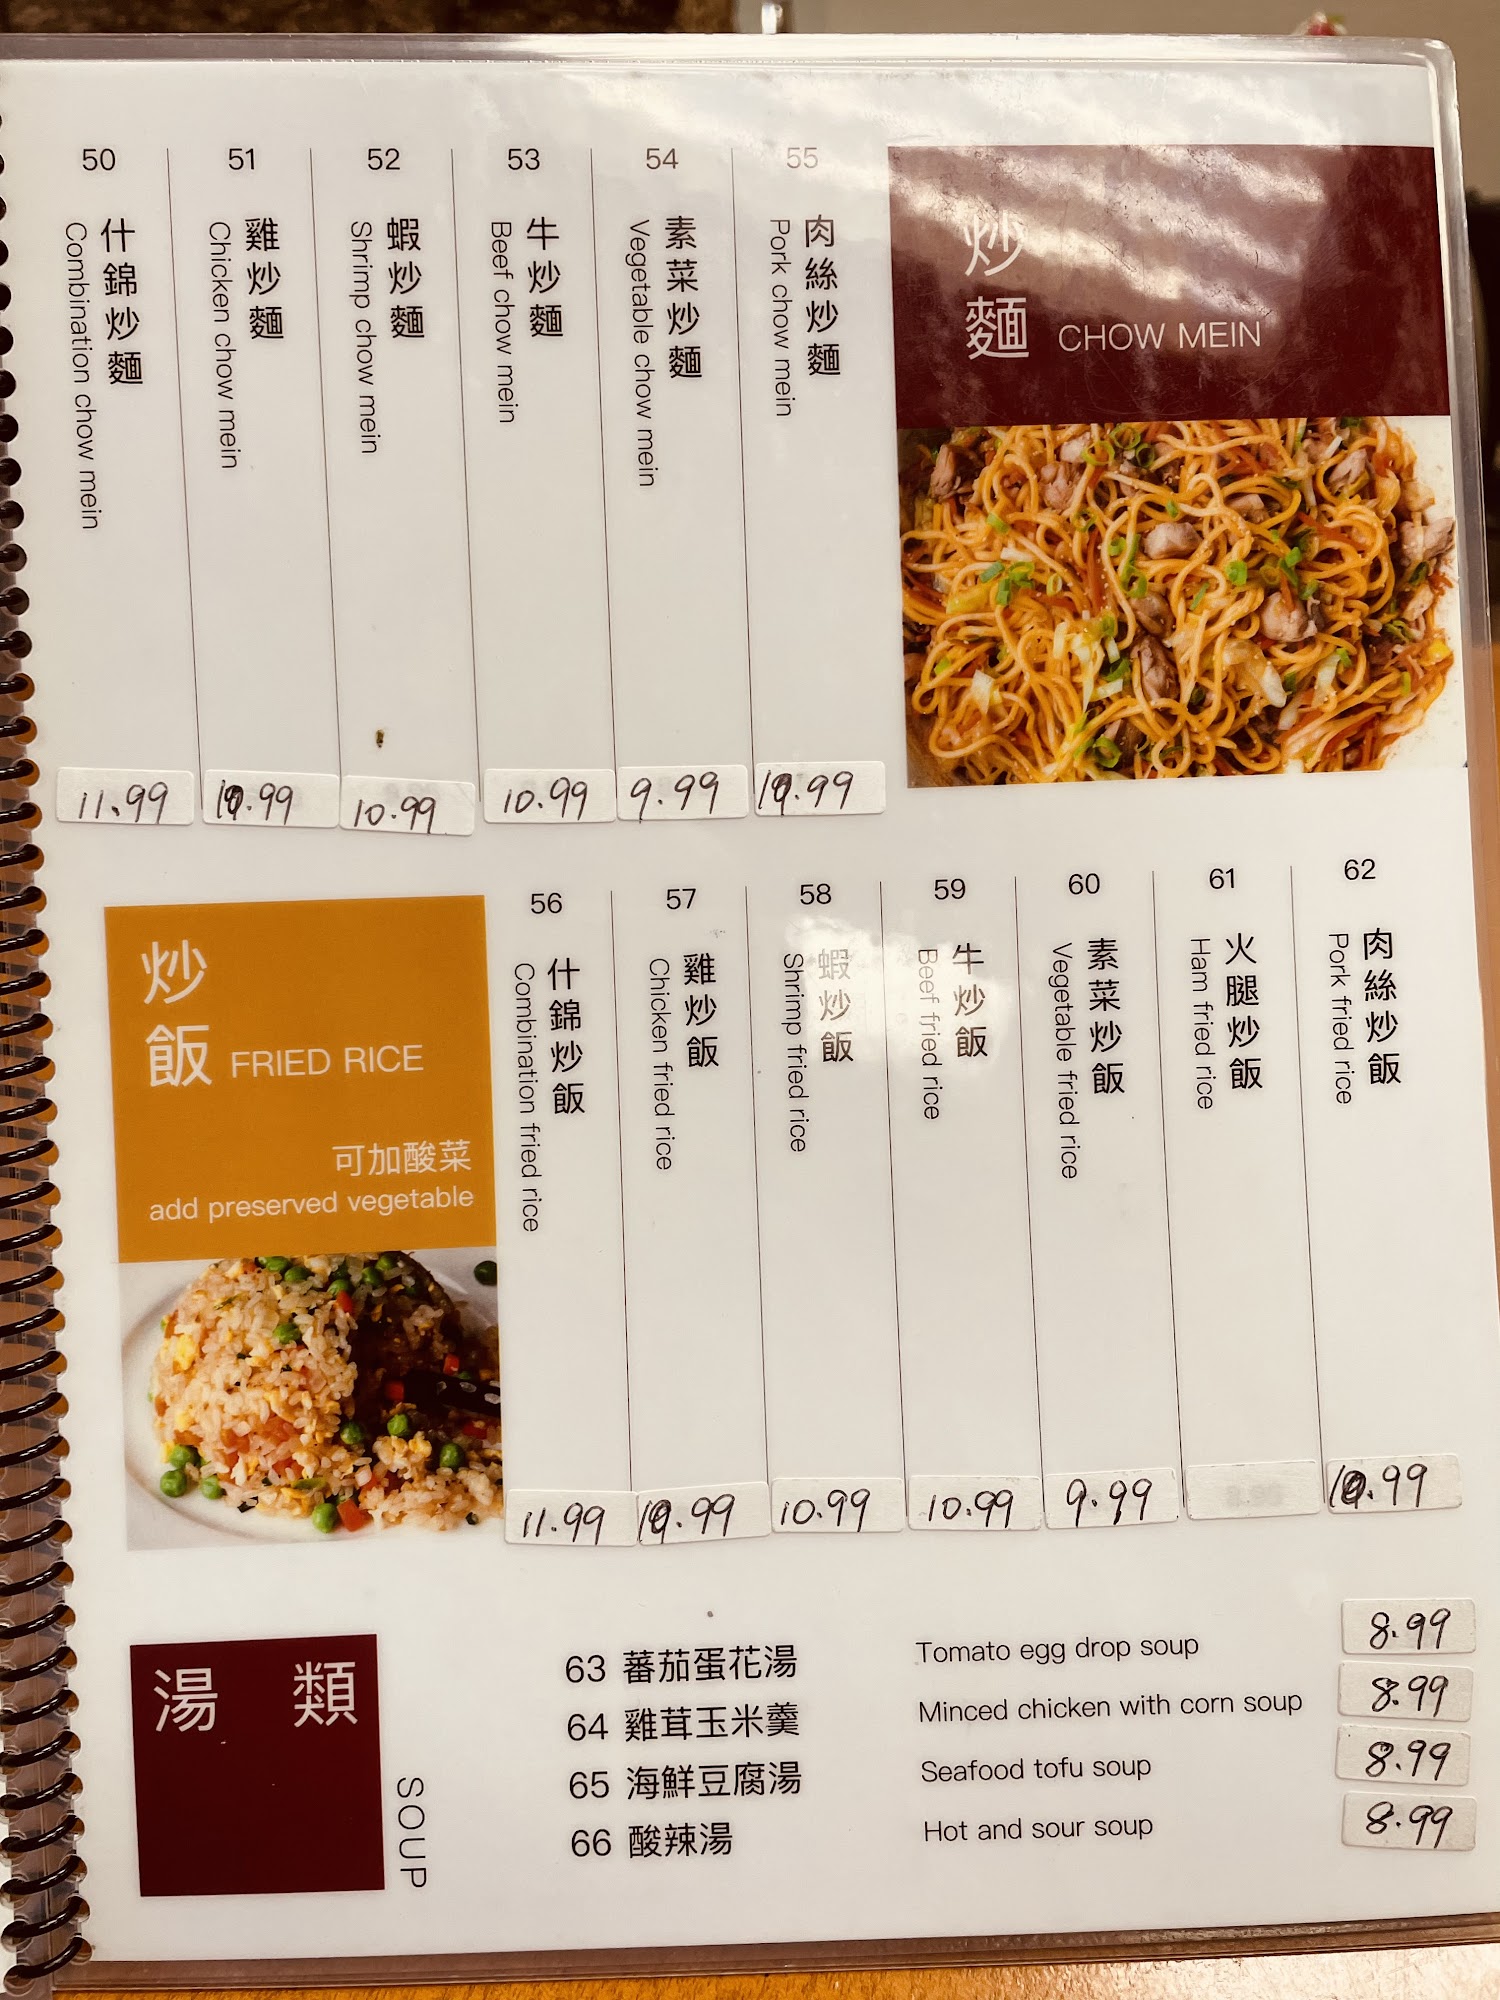 50
什錦炒麵
Combination chow mein
11.99
51
雞炒麵
Chicken chow mein
10.99
52
蝦炒麵
Shrimp chow mein
10.99
53
牛炒麵
Beef chow mein
10.99
54
素菜炒麵
Vegetable chow mein
9.99
55
肉絲炒麵
Pork chow mein
10.99
炒麵 CHOW MEIN
炒飯 FRIED RICE
可加酸菜
add preserved vegetable
56
什錦炒飯
Combination fried rice
11.99
57
雞炒飯
Chicken fried rice
10.99
58
蝦炒飯
Shrimp fried rice
10.99
59
牛炒飯
Beef fried rice
10.99
60
素菜炒飯
Vegetable fried rice
9.99
61
火腿炒飯
Ham fried rice
62
肉絲炒飯
Pork fried rice
10.99
湯類
SOUP
63 蕃茄蛋花湯 Tomato egg drop soup 8.99
64 雞茸玉米羹 Minced chicken with corn soup 8.99
65 海鮮豆腐湯 Seafood tofu soup 8.99
66 酸辣湯 Hot and sour soup 8.99